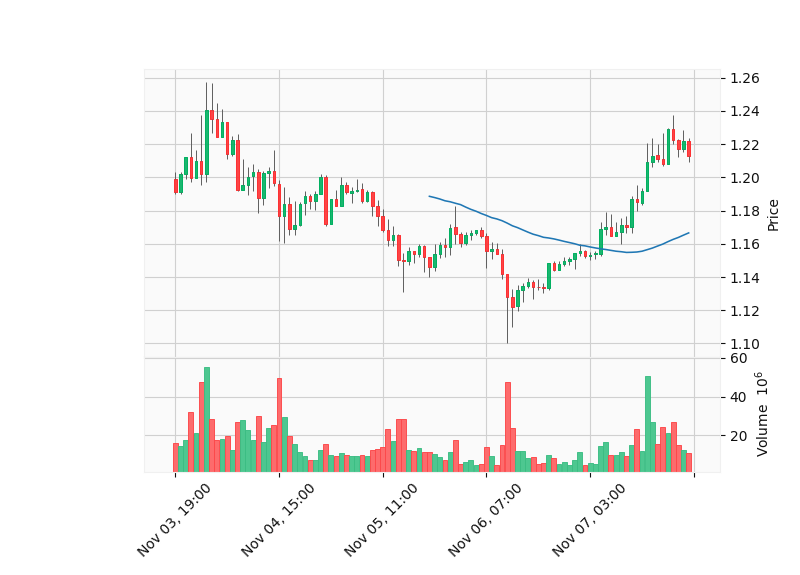 1.26
1.24
1.22
1.20
1.18
1.16
1.14
1.12
1.10
Price
60
40
20
Volume 10^6
Nov 03, 19:00
Nov 04, 15:00
Nov 05, 11:00
Nov 06, 07:00
Nov 07, 03:00